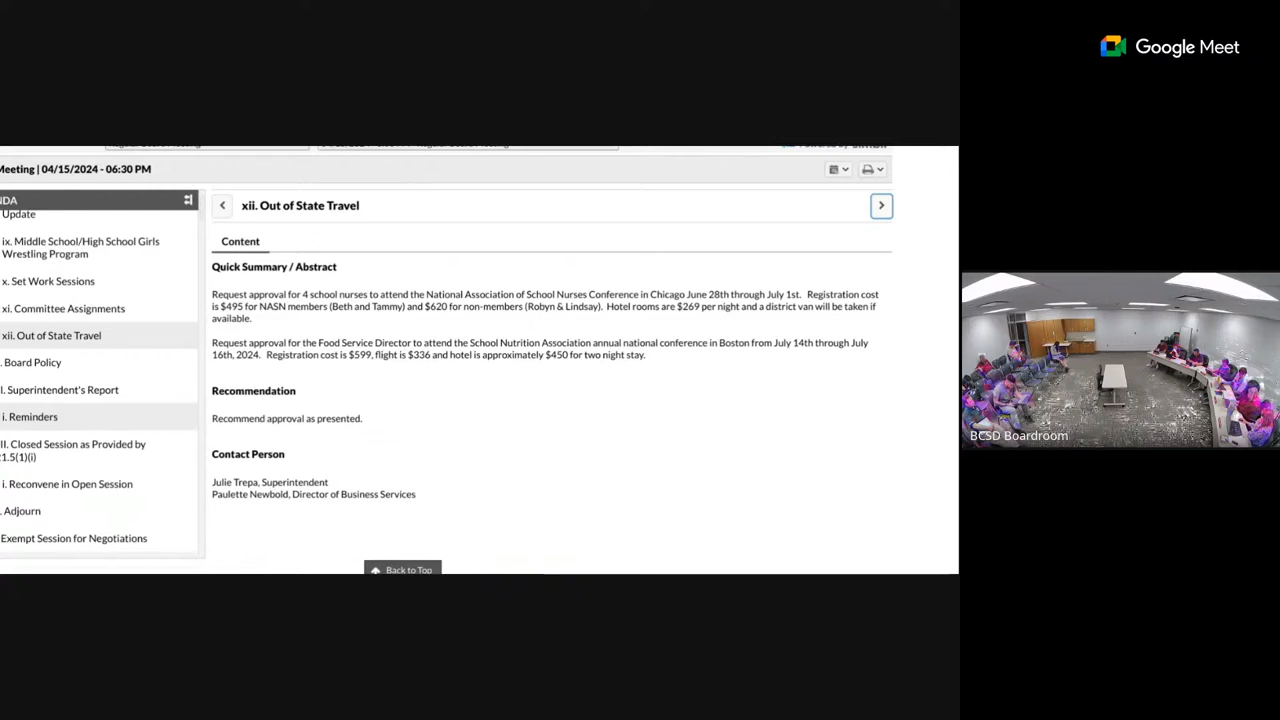 Google Meet
Meeting | 04/15/2024 - 06:30 PM
NDA
xii. Out of State Travel
Update
ix. Middle School/High School Girls
Wrestling Program
x. Set Work Sessions
xi. Committee Assignments
xii. Out of State Travel
. Board Policy
I. Superintendent's Report
i. Reminders
II. Closed Session as Provided by
21.5(1)(i)
i. Reconvene in Open Session
. Adjourn
Exempt Session for Negotiations
Content
Quick Summary / Abstract
Request approval for 4 school nurses to attend the National Association of School Nurses Conference in Chicago June 28th through July 1st. Registration cost
is $495 for NASN members (Beth and Tammy) and $620 for non-members (Robyn & Lindsay). Hotel rooms are $269 per night and a district van will be taken if
available.
Request approval for the Food Service Director to attend the School Nutrition Association annual national conference in Boston from July 14th through July
16th, 2024. Registration cost is $599, flight is $336 and hotel is approximately $450 for two night stay.
Recommendation
Recommend approval as presented.
Contact Person
Julie Trepa, Superintendent
Paulette Newbold, Director of Business Services
Back to Top
BCSD Boardroom